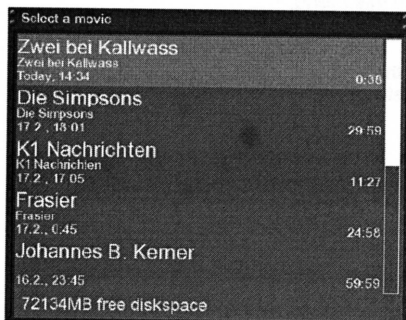 Select a movie
Zwei bei Kallwass
Zwei bei Kallwass
Today, 14:34 0:38
Die Simpsons
Die Simpsons
17.2., 18:01 29:59
K1 Nachrichten
K1 Nachrichten
17.2., 17:05 11:27
Frasier
Frasier
17.2., 0:45 24:58
Johannes B. Kerner
16.2., 23:45 59:59
72134MB free diskspace